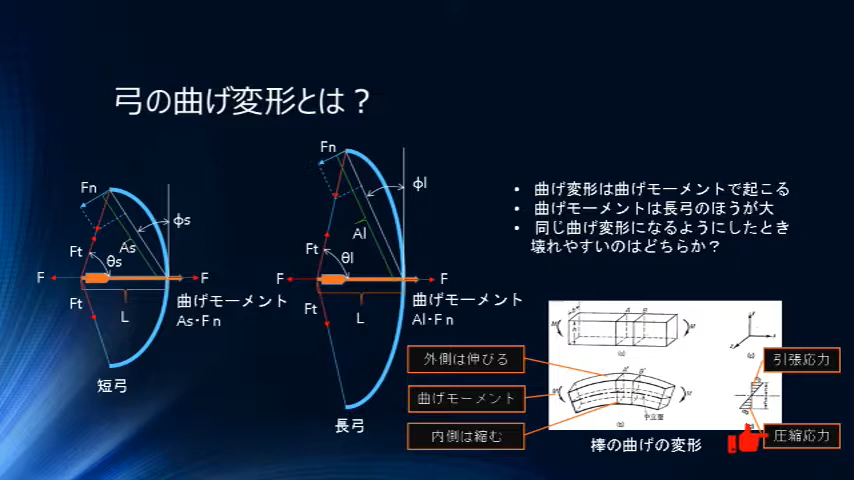 弓の曲げ変形とは？
Fn
φs
Ft
As
θs
F
F
Ft
L
曲げモーメント
As･Fn
短弓
Fn
φl
Al
Ft
θl
F
F
Ft
L
曲げモーメント
Al･Fn
長弓
• 曲げ変形は曲げモーメントで起こる
• 曲げモーメントは長弓のほうが大
• 同じ曲げ変形になるようにしたとき
壊れやすいのはどちらか？
外側は伸びる
曲げモーメント
内側は縮む
A
B
M
M
(a)
y
x
z
(c)
A'
B'
M
M
中立面
(b)
引張応力
圧縮応力
棒の曲げの変形